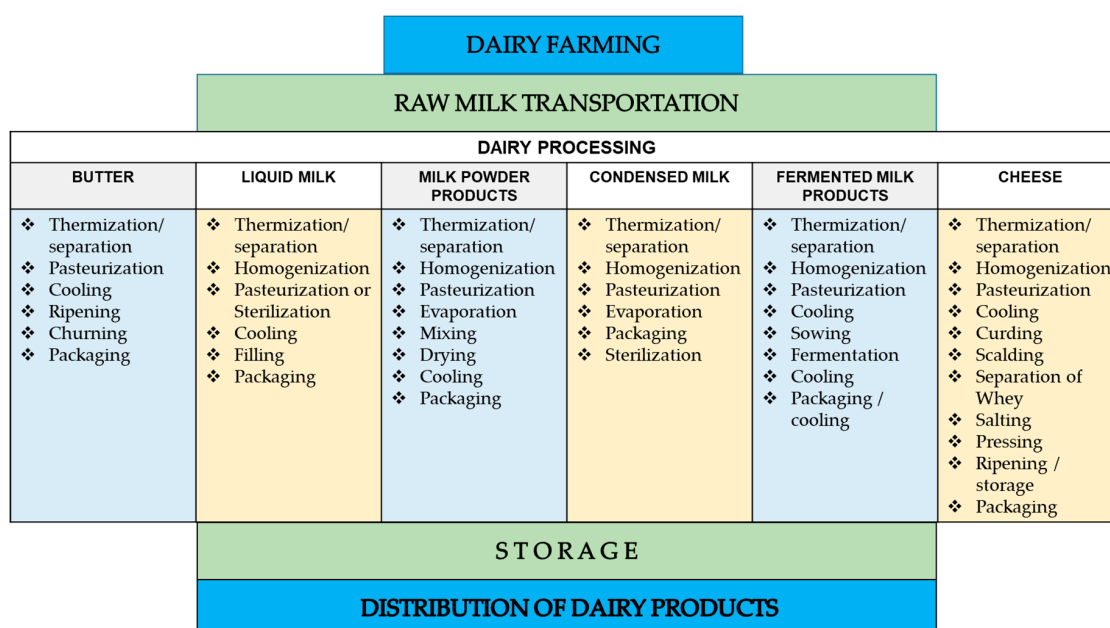 DAIRY FARMING
RAW MILK TRANSPORTATION
DAIRY PROCESSING
BUTTER
❖ Thermization/
separation
❖ Pasteurization
❖ Cooling
❖ Ripening
❖ Churning
❖ Packaging
LIQUID MILK
❖ Thermization/
separation
❖ Homogenization
❖ Pasteurization or
Sterilization
❖ Cooling
❖ Filling
❖ Packaging
MILK POWDER
PRODUCTS
❖ Thermization/
separation
❖ Homogenization
❖ Pasteurization
❖ Evaporation
❖ Mixing
❖ Drying
❖ Cooling
❖ Packaging
CONDENSED MILK
❖ Thermization/
separation
❖ Homogenization
❖ Pasteurization
❖ Evaporation
❖ Packaging
❖ Sterilization
FERMENTED MILK
PRODUCTS
❖ Thermization/
separation
❖ Homogenization
❖ Pasteurization
❖ Cooling
❖ Sowing
❖ Fermentation
❖ Cooling
❖ Packaging /
cooling
CHEESE
❖ Thermization/
separation
❖ Homogenization
❖ Pasteurization
❖ Cooling
❖ Curding
❖ Scalding
❖ Separation of
Whey
❖ Salting
❖ Pressing
❖ Ripening /
storage
❖ Packaging
STORAGE
DISTRIBUTION OF DAIRY PRODUCTS